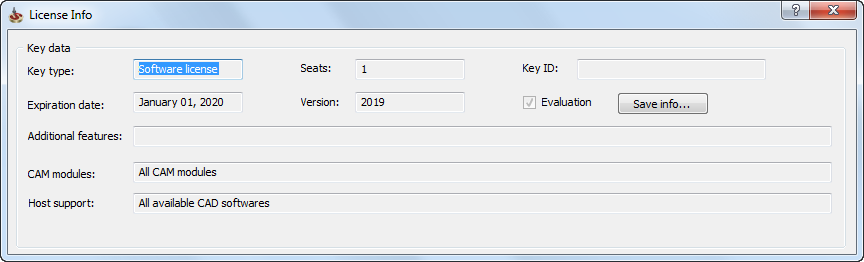 License Info
?
Key data
Key type: Software license Seats: 1 Key ID:
Expiration date: January 01, 2020 Version: 2019 Evaluation Save info...
Additional features:
CAM modules: All CAM modules
Host support: All available CAD softwares